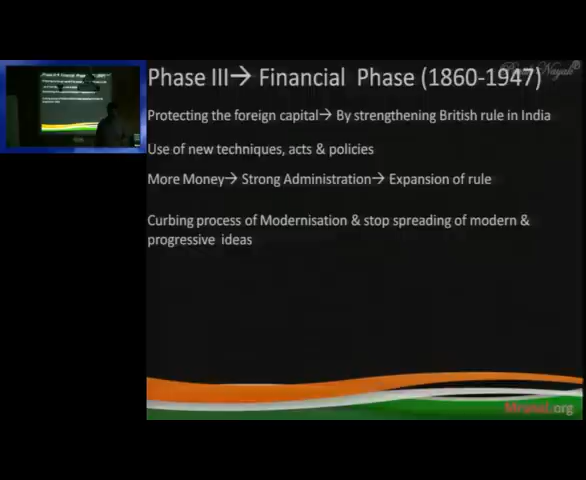 Phase III→ Financial Phase (1860-1947)
Protecting the foreign capital→ By strengthening British rule in India
Use of new techniques, acts & policies
More Money→ Strong Administration→ Expansion of rule
Curbing process of Modernisation & stop spreading of modern &
progressive ideas
Mrunal.org